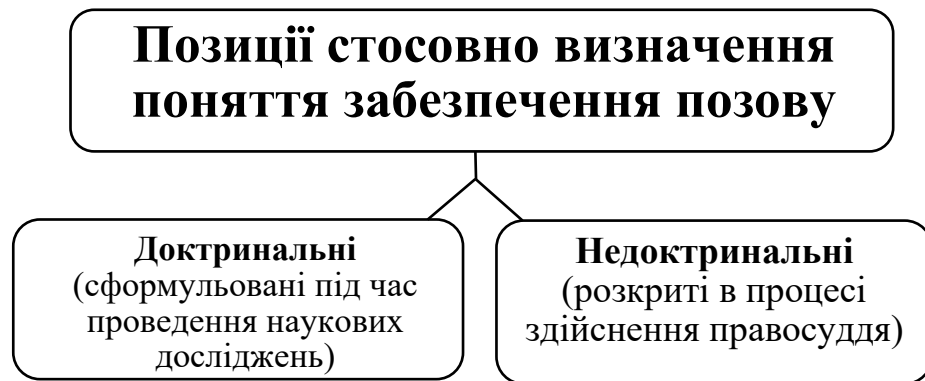 Позиції стосовно визначення
поняття забезпечення позову
Доктринальні
(сформульовані під час
проведення наукових
досліджень)
Недоктринальні
(розкриті в процесі
здійснення правосуддя)